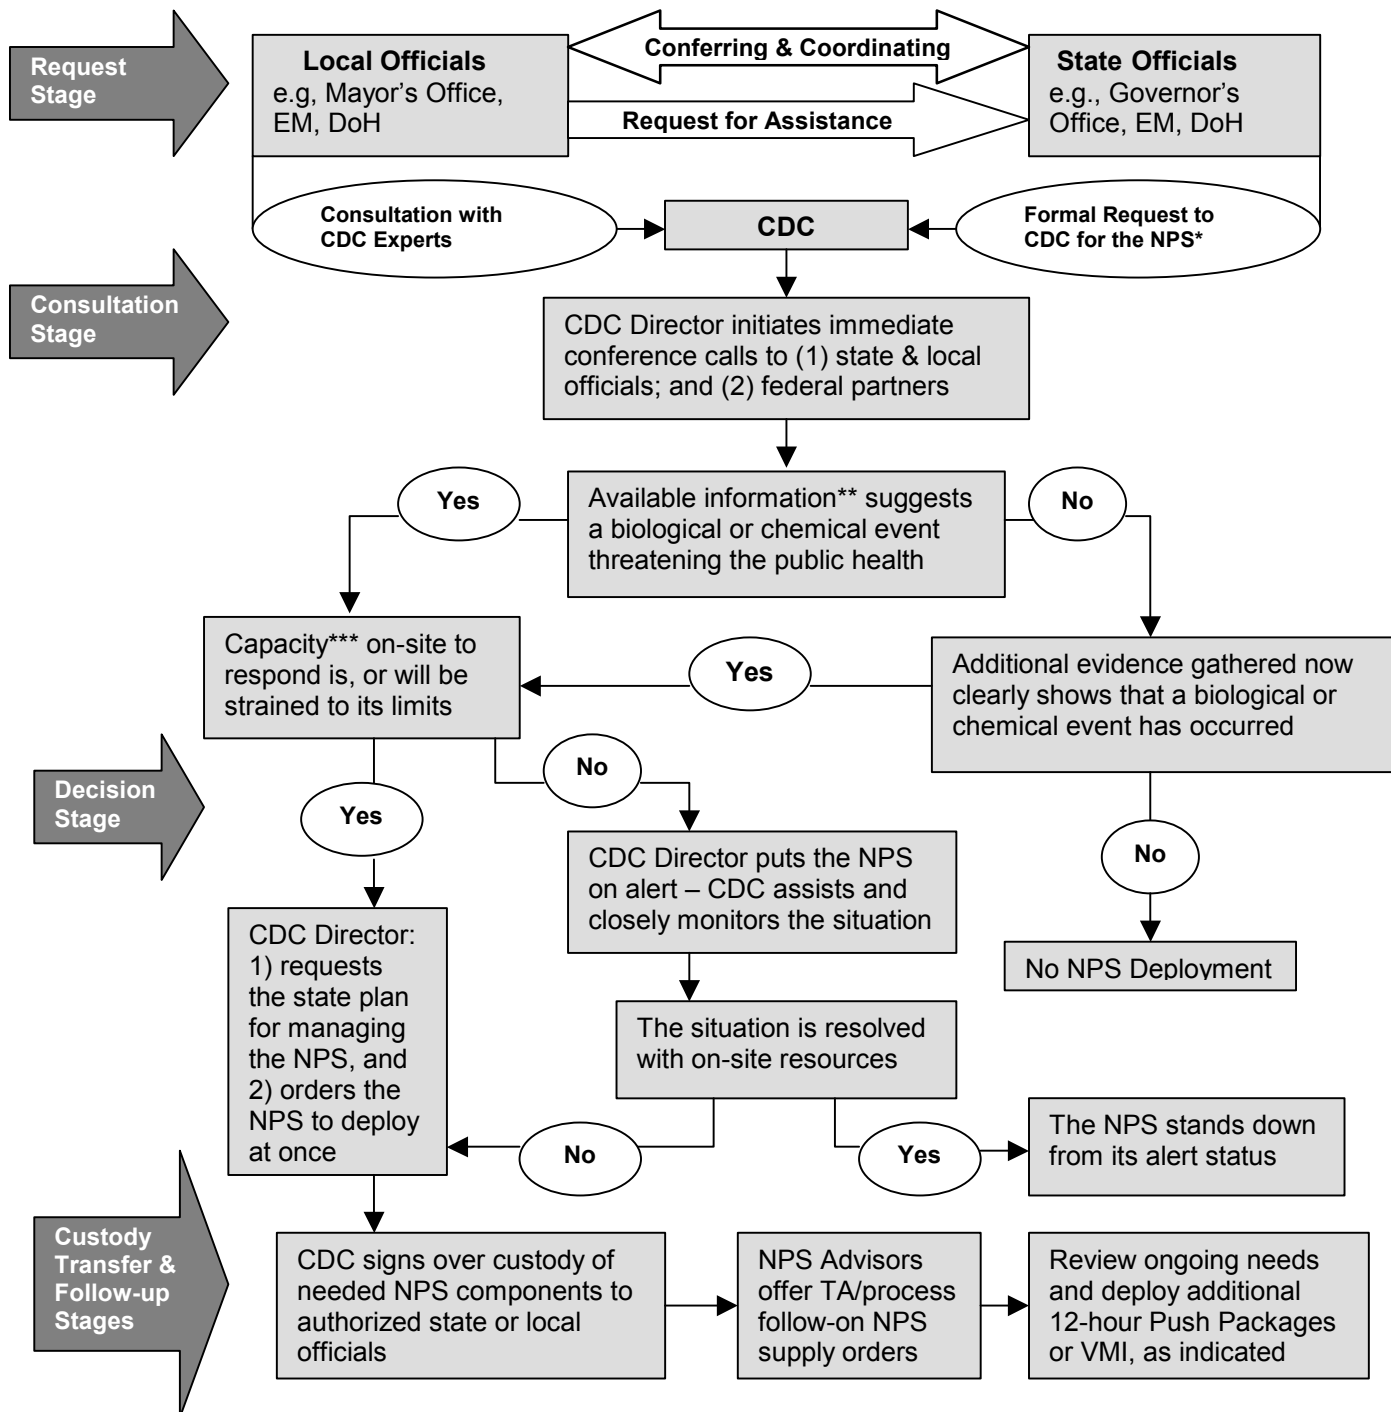 Request
Stage
Local Officials
e.g, Mayor's Office,
EM, DoH
Conferring & Coordinating
Request for Assistance
State Officials
e.g., Governor's
Office, EM, DoH
Consultation with
CDC Experts
CDC
Formal Request to
CDC for the NPS*
Consultation
Stage
CDC Director initiates immediate
conference calls to (1) state & local
officials; and (2) federal partners
Yes
Available information** suggests
a biological or chemical event
threatening the public health
No
Capacity*** on-site to
respond is, or will be
strained to its limits
Yes
Additional evidence gathered now
clearly shows that a biological or
chemical event has occurred
Decision
Stage
Yes
No
No
CDC Director puts the NPS
on alert – CDC assists and
closely monitors the situation
No NPS Deployment
CDC Director:
1) requests
the state plan
for managing
the NPS, and
2) orders the
NPS to deploy
at once
The situation is resolved
with on-site resources
No
Yes
The NPS stands down
from its alert status
Custody
Transfer &
Follow-up
Stages
CDC signs over custody of
needed NPS components to
authorized state or local
officials
NPS Advisors
offer TA/process
follow-on NPS
supply orders
Review ongoing needs
and deploy additional
12-hour Push Packages
or VMI, as indicated